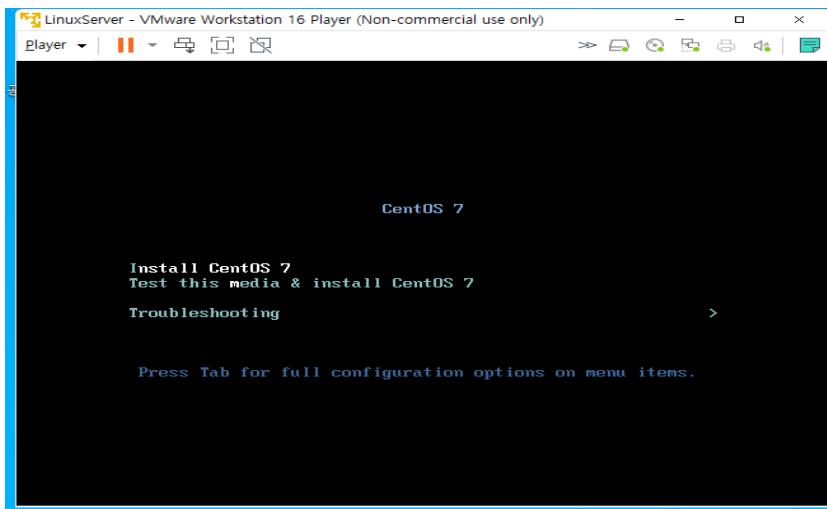 LinuxServer - VMware Workstation 16 Player (Non-commercial use only)
Player
CentOS 7
Install CentOS 7
Test this media & install CentOS 7
Troubleshooting >
Press Tab for full configuration options on menu items.